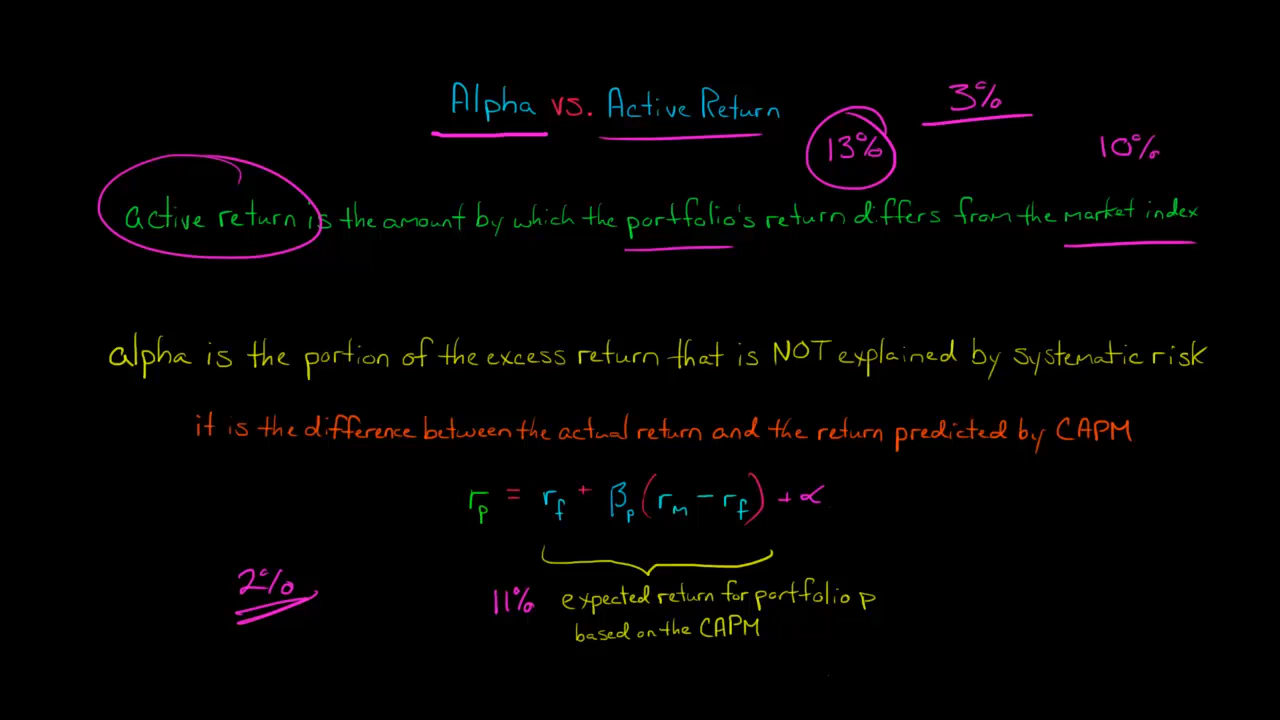 Alpha vs. Active Return
3%
13%
10%
active return is the amount by which the portfolio's return differs from the market index
alpha is the portion of the excess return that is NOT explained by systematic risk
it is the difference between the actual return and the return predicted by CAPM
rp = rf + βp (rm - rf) + α
2%
11%
expected return for portfolio p
based on the CAPM